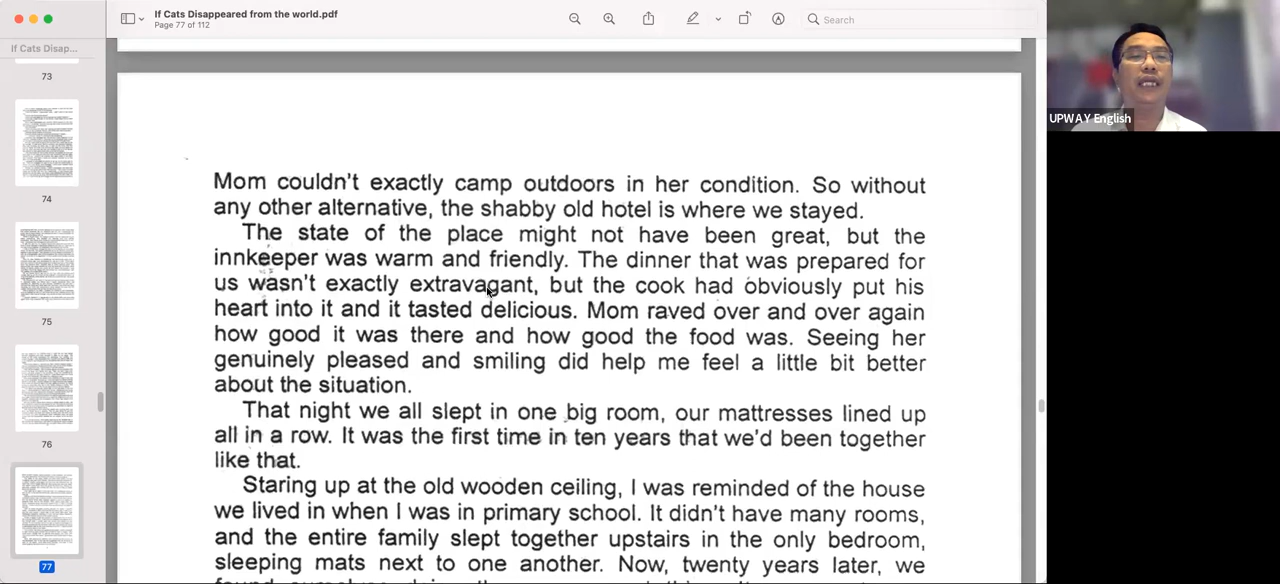 If Cats Disappeared from the world.pdf
Page 77 of 112
Search
If Cats Disap...
73
74
75
76
77
UPWAY English
Mom couldn't exactly camp outdoors in her condition. So without
any other alternative, the shabby old hotel is where we stayed.
The state of the place might not have been great, but the
innkeeper was warm and friendly. The dinner that was prepared for
us wasn't exactly extravagant, but the cook had obviously put his
heart into it and it tasted delicious. Mom raved over and over again
how good it was there and how good the food was. Seeing her
genuinely pleased and smiling did help me feel a little bit better
about the situation.
That night we all slept in one big room, our mattresses lined up
all in a row. It was the first time in ten years that we'd been together
like that.
Staring up at the old wooden ceiling, I was reminded of the house
we lived in when I was in primary school. It didn't have many rooms,
and the entire family slept together upstairs in the only bedroom,
sleeping mats next to one another. Now, twenty years later, we